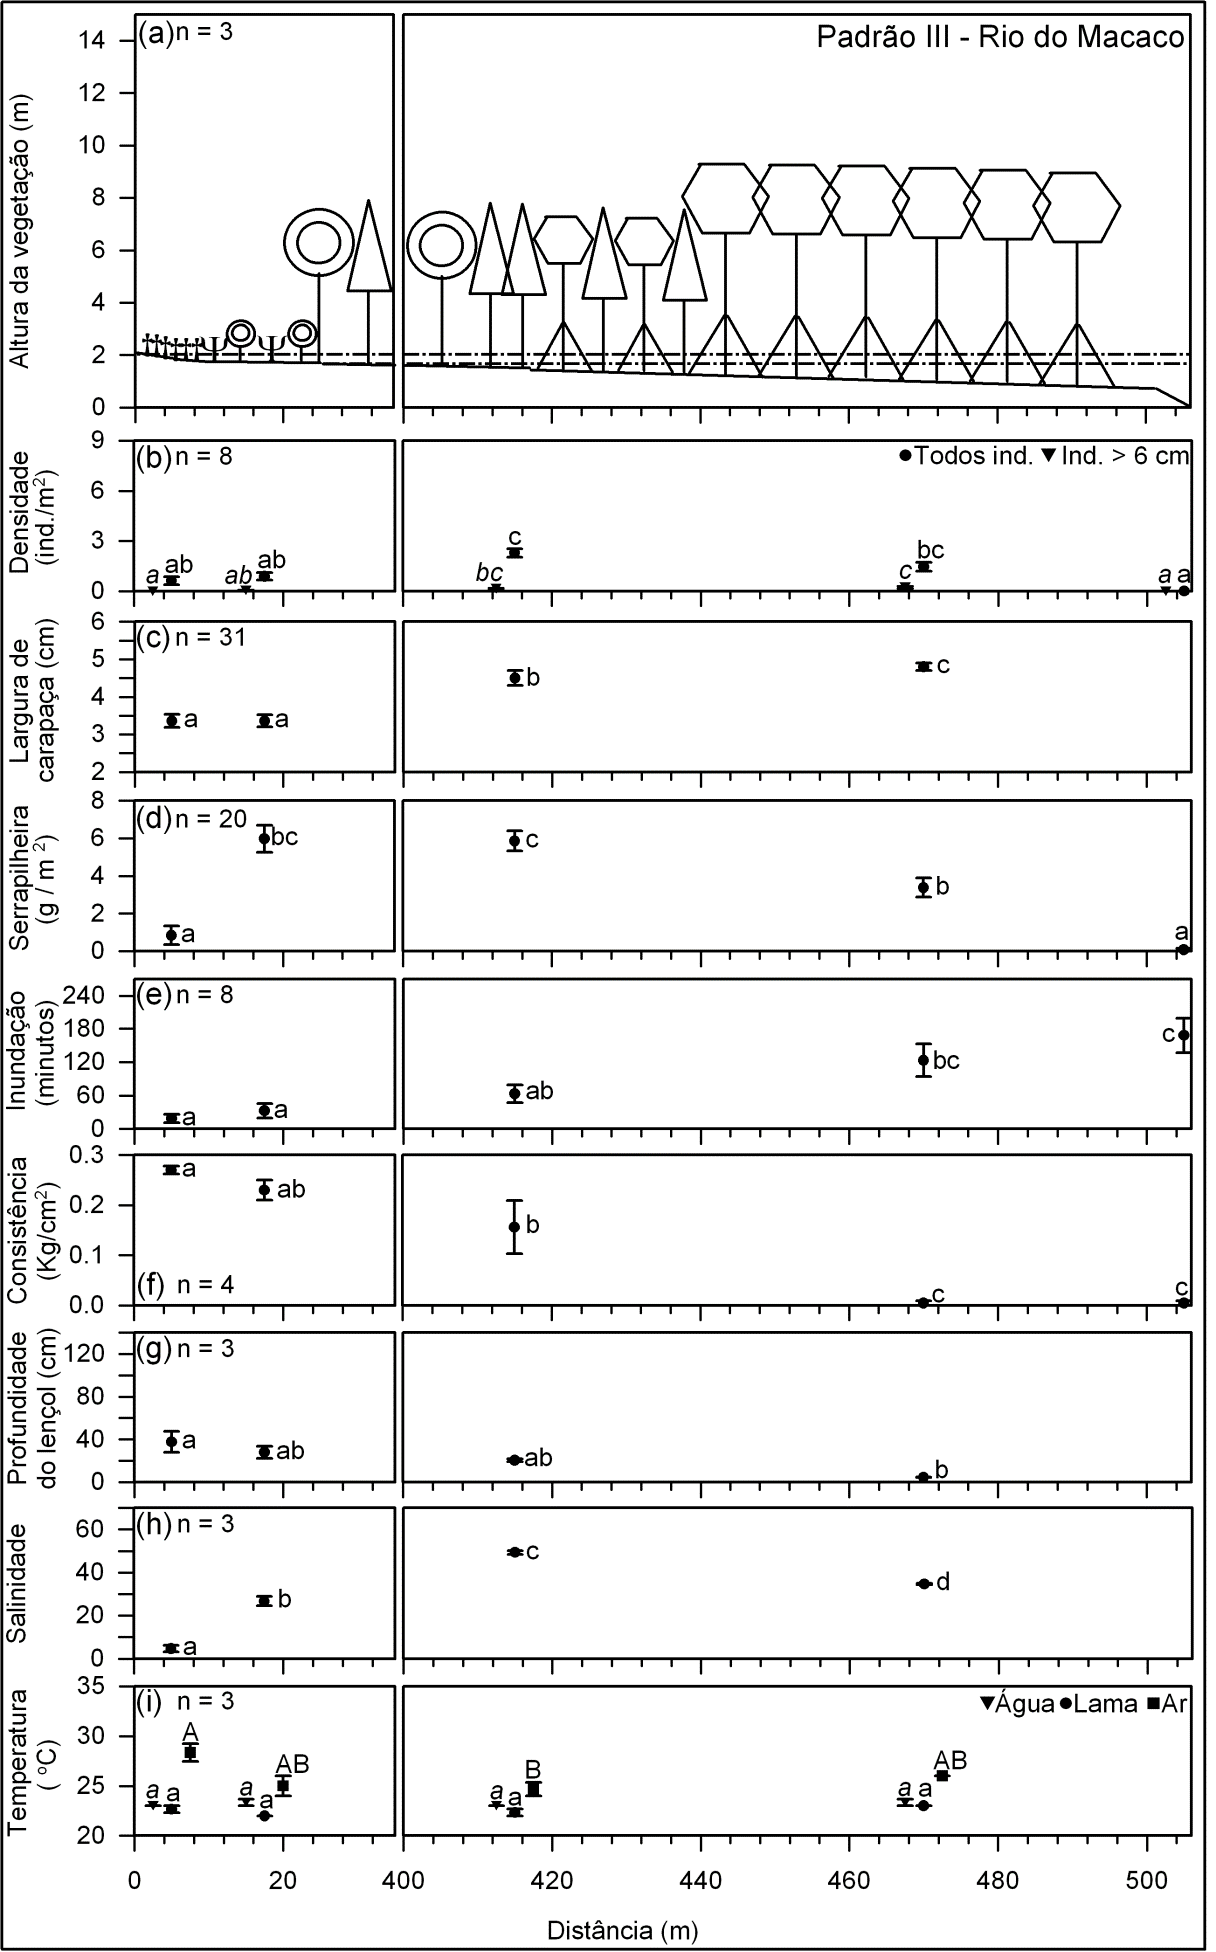 Padrão III - Rio do Macaco
(a) n = 3
Altura da vegetação (m)
14
12
10
8
6
4
2
0
(b) n = 8
● Todos ind. ▼ Ind. > 6 cm
Densidade
(ind./m²)
9
6
3
0
a ab ab ab bc c c bc a a
(c) n = 31
Largura de
carapaça (cm)
6
5
4
3
2
a a b c
(d) n = 20
Serrapilheira
(g / m ²)
8
6
4
2
0
a bc c b a
(e) n = 8
Inundação
(minutos)
240
180
120
60
0
a a ab bc c
(f) n = 4
Consistência
(Kg/cm²)
0.3
0.2
0.1
0.0
a ab b c c
(g) n = 3
Profundidade
do lençol (cm)
120
80
40
0
a ab ab b
(h) n = 3
Salinidade
60
40
20
0
a b c d
(i) n = 3
▼Água ●Lama ■Ar
Temperatura
( °C)
35
30
25
20
a a A a a AB a a B a a AB
0 20 400 420 440 460 480 500
Distância (m)